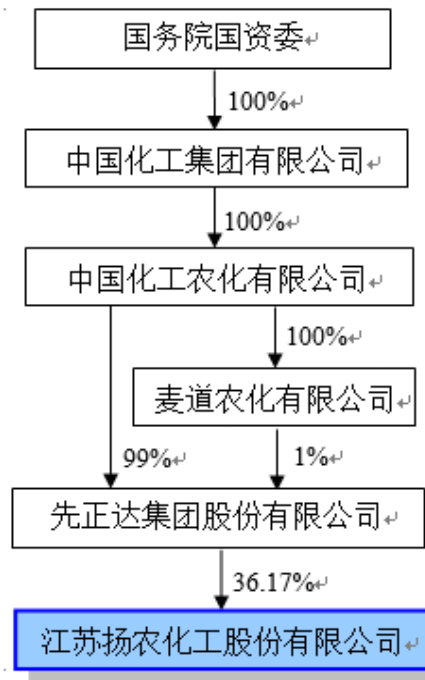 国务院国资委
100%
中国化工集团有限公司
100%
中国化工农化有限公司
100%
麦道农化有限公司
99%
1%
先正达集团股份有限公司
36.17%
江苏扬农化工股份有限公司